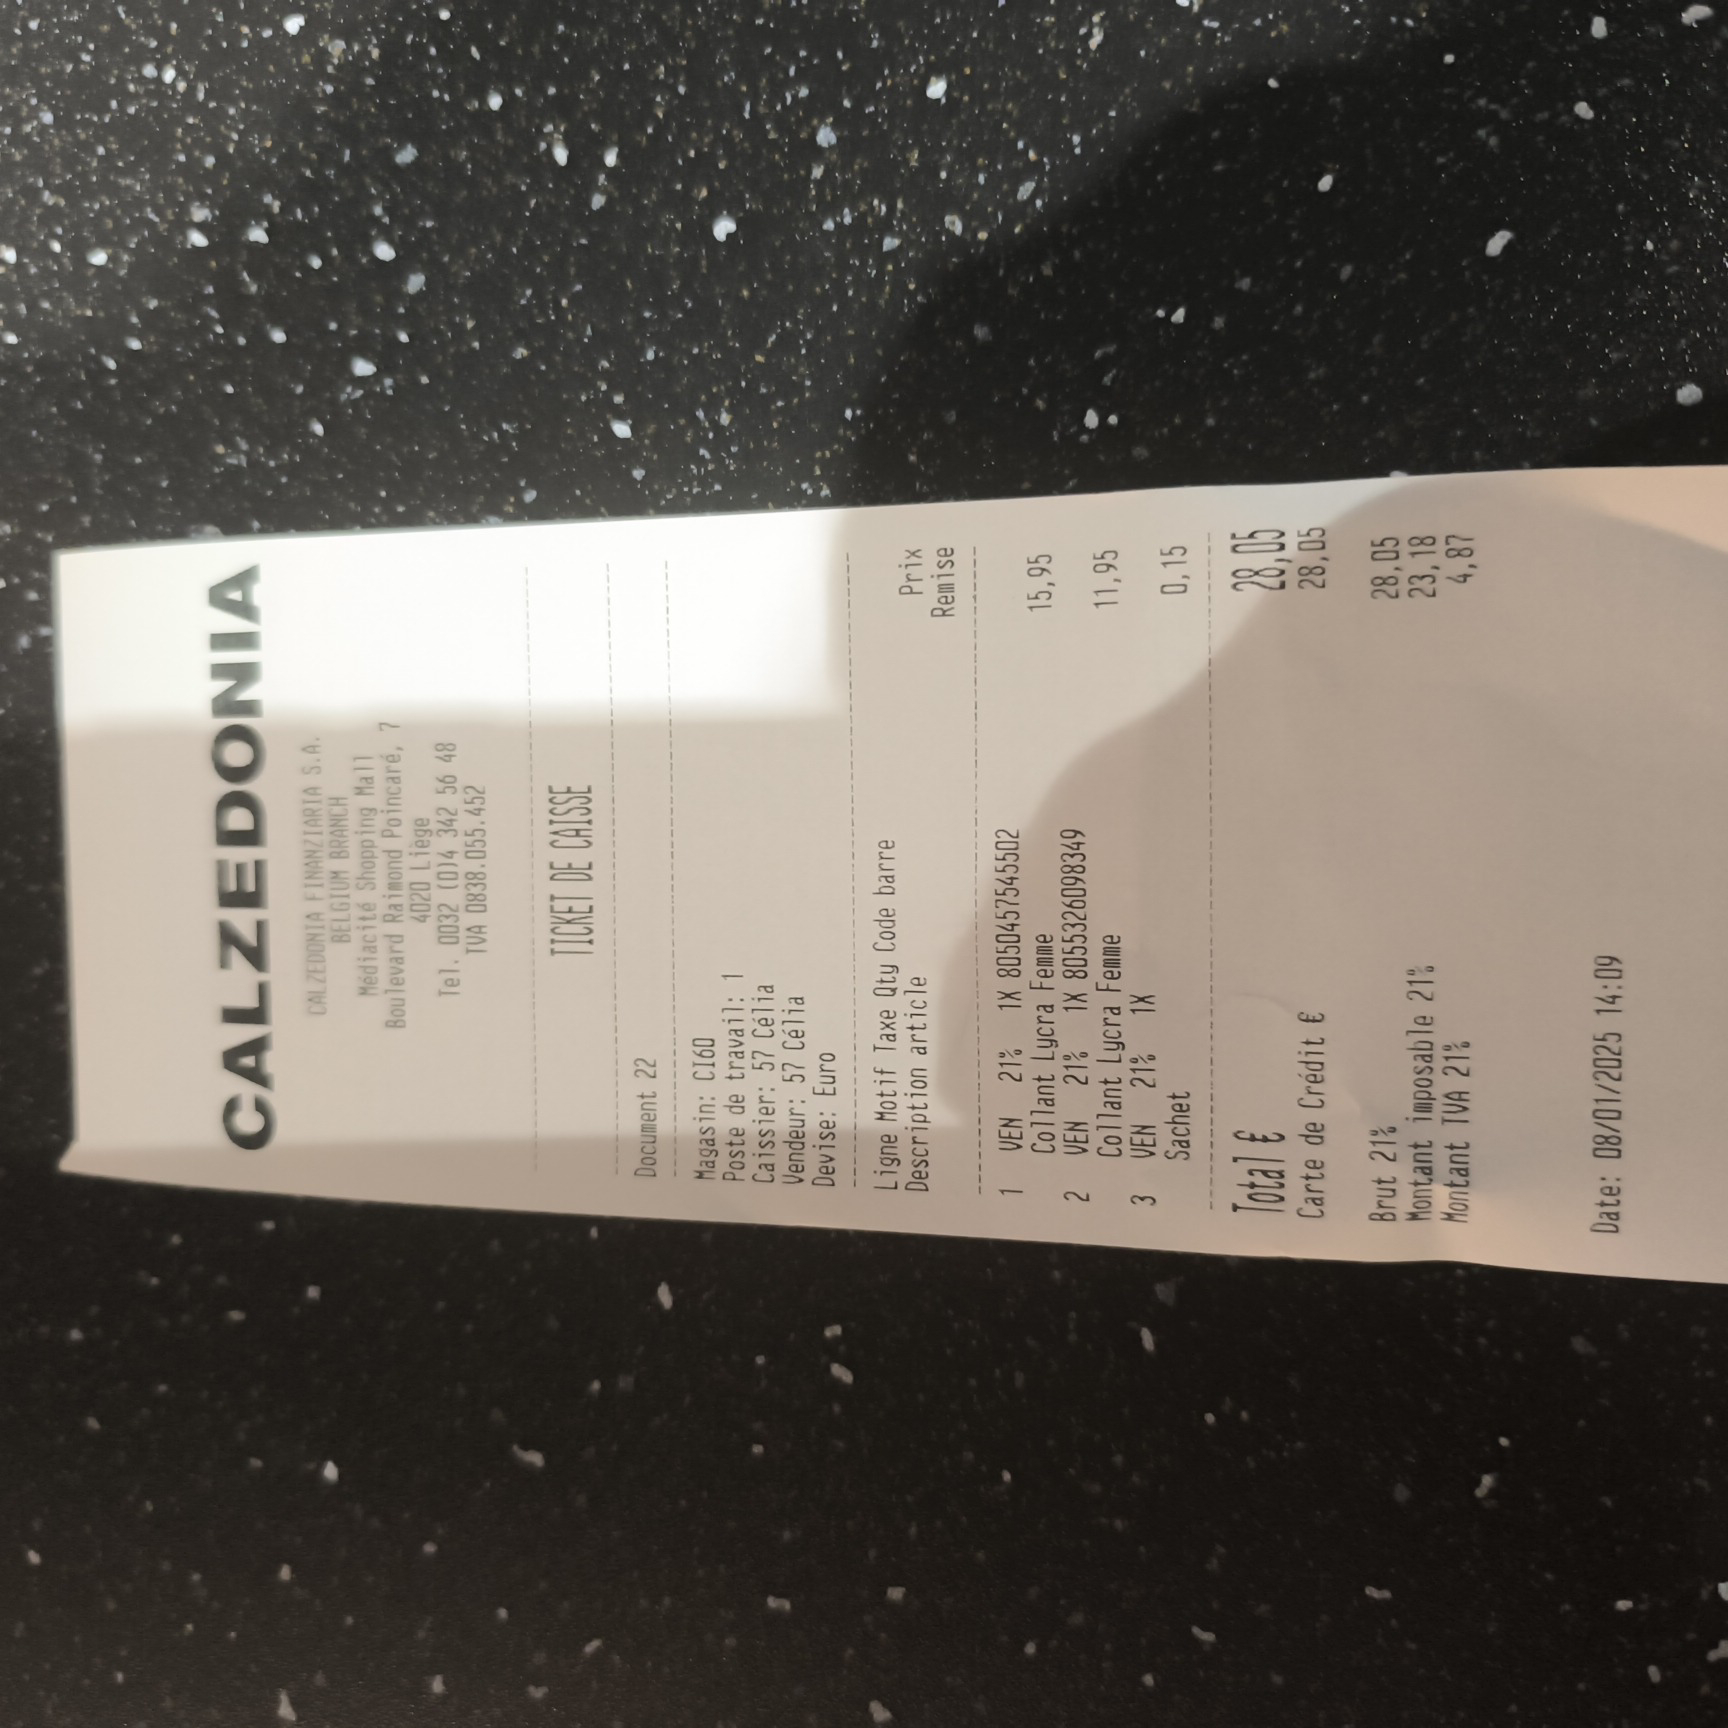 CALZEDONIA
CALZEDONIA FINANZIARIA S.A.
BELGIUM BRANCH
Médiacité Shopping Mall
Boulevard Raimond Poincaré, 7
4020 Liège
Tel. 0032 (0)4 342 56 48
TVA 0838.055.452
TICKET DE CAISSE
Document 22
Magasin: CI60
Poste de travail: 1
Caissier: 57 Célia
Vendeur: 57 Célia
Devise: Euro
Ligne Motif Taxe Qty Code barre Prix
Description article Remise
1 VEN 21% 1X 8050457545502
Collant Lycra Femme 15,95
2 VEN 21% 1X 8055326098349
Collant Lycra Femme 11,95
3 VEN 21% 1X
Sachet 0,15
Total € 28,05
Carte de Crédit € 28,05
Brut 21% 28,05
Montant imposable 21% 23,18
Montant TVA 21% 4,87
Date: 08/01/2025 14:09